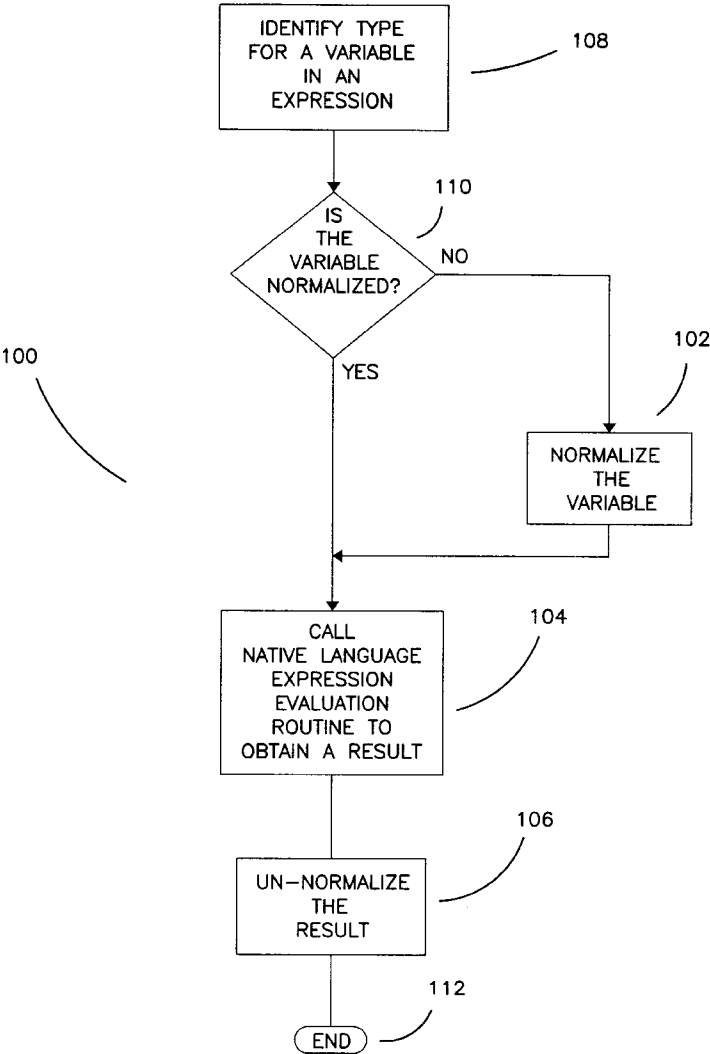 IDENTIFY TYPE
FOR A VARIABLE
IN AN
EXPRESSION
108
110
IS
THE
VARIABLE
NORMALIZED?
NO
YES
100
102
NORMALIZE
THE
VARIABLE
CALL
NATIVE LANGUAGE
EXPRESSION
EVALUATION
ROUTINE TO
OBTAIN A RESULT
104
106
UN-NORMALIZE
THE
RESULT
112
END